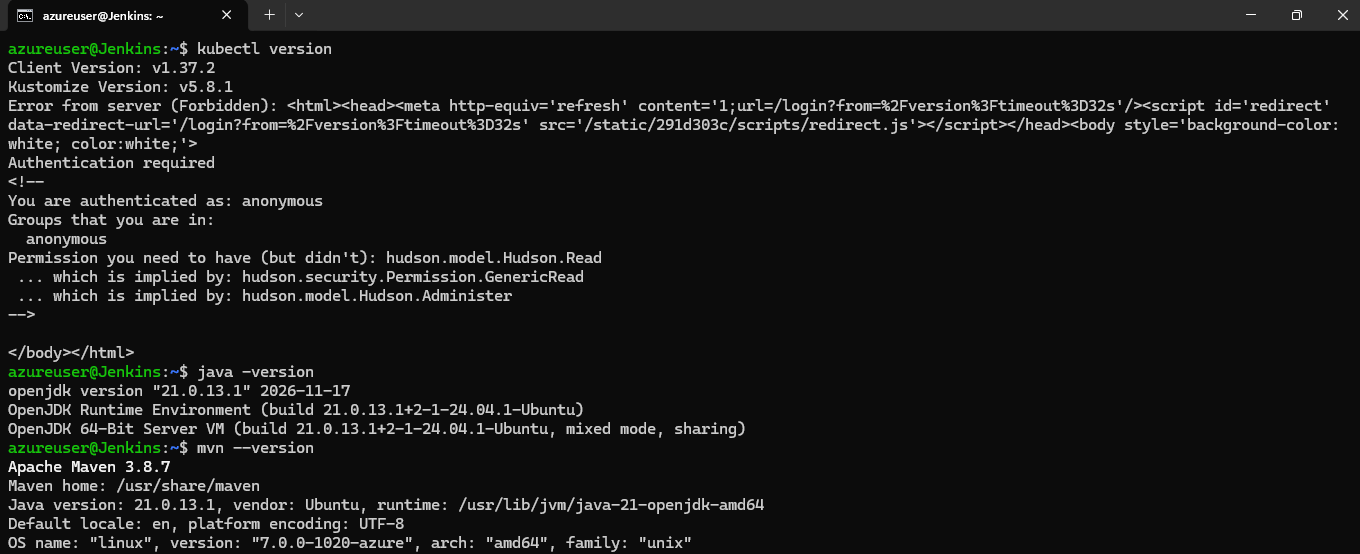 azureuser@Jenkins: ~
azureuser@Jenkins:~$ kubectl version
Client Version: v1.37.2
Kustomize Version: v5.8.1
Error from server (Forbidden): <html><head><meta http-equiv='refresh' content='1;url=/login?from=%2Fversion%3Ftimeout%3D32s'/><script id='redirect'
data-redirect-url='/login?from=%2Fversion%3Ftimeout%3D32s' src='/static/291d303c/scripts/redirect.js'></script></head><body style='background-color:
white; color:white;'>
Authentication required
<!--
You are authenticated as: anonymous
Groups that you are in:
  anonymous
Permission you need to have (but didn't): hudson.model.Hudson.Read
 ... which is implied by: hudson.security.Permission.GenericRead
 ... which is implied by: hudson.model.Hudson.Administer
-->
</body></html>
azureuser@Jenkins:~$ java -version
openjdk version "21.0.13.1" 2026-11-17
OpenJDK Runtime Environment (build 21.0.13.1+2-1-24.04.1-Ubuntu)
OpenJDK 64-Bit Server VM (build 21.0.13.1+2-1-24.04.1-Ubuntu, mixed mode, sharing)
azureuser@Jenkins:~$ mvn --version
Apache Maven 3.8.7
Maven home: /usr/share/maven
Java version: 21.0.13.1, vendor: Ubuntu, runtime: /usr/lib/jvm/java-21-openjdk-amd64
Default locale: en, platform encoding: UTF-8
OS name: "linux", version: "7.0.0-1020-azure", arch: "amd64", family: "unix"